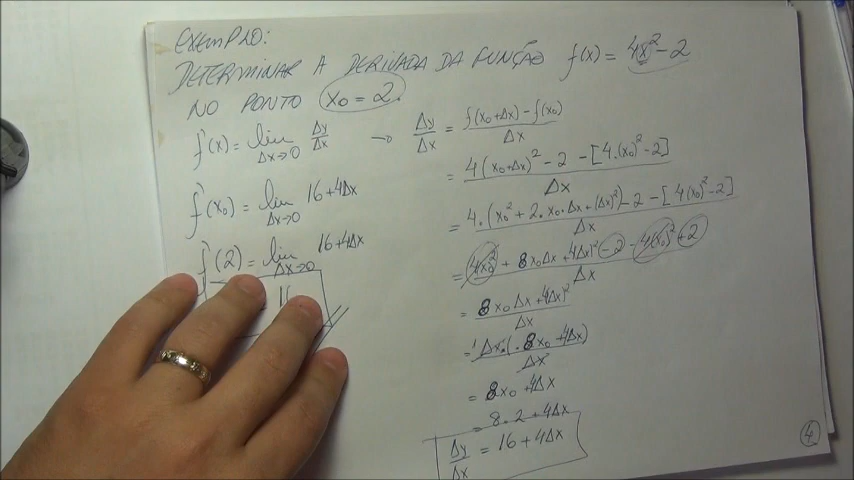 EXEMPLO:
DETERMINAR A DERIVADA DA FUNÇÃO f(x) = 4x² - 2
NO PONTO x₀ = 2.
f'(x) = lim Δx→0 Δy/Δx → Δy/Δx = f(x₀+Δx) - f(x₀) / Δx
= 4(x₀+Δx)² - 2 - [4.(x₀)² - 2] / Δx
f'(x₀) = lim Δx→0 16+4Δx
= 4.(x₀² + 2.x₀.Δx + (Δx)²) - 2 - [4(x₀)² - 2] / Δx
f'(2) = lim Δx→0 16+4Δx
= 4x₀² + 8x₀Δx + 4Δx)² - 2 - 4(x₀)² + 2 / Δx
16
= 8x₀Δx + 4Δx)² / Δx
= Δx.(8x₀ + 4Δx) / Δx
= 8x₀ + 4Δx
= 8.2 + 4Δx
Δy/Δx = 16 + 4Δx
4